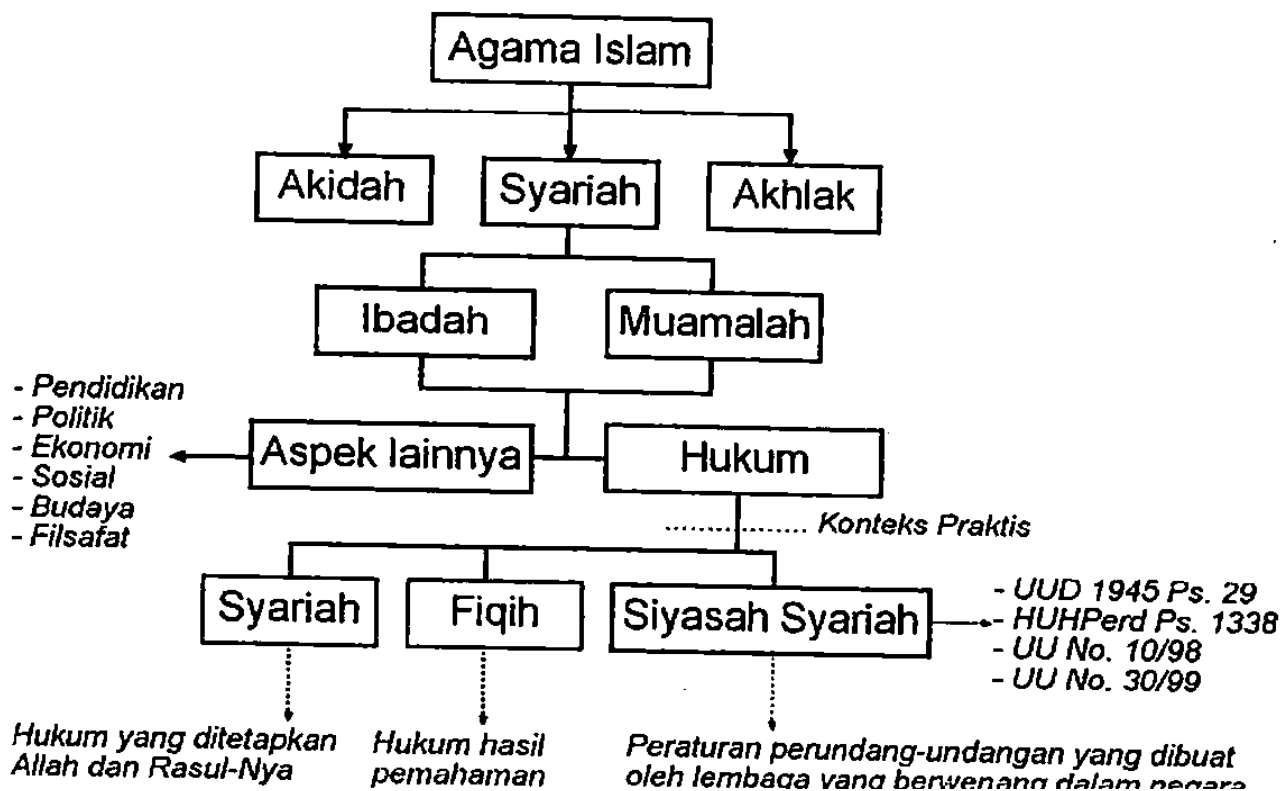 Agama Islam
Akidah
Syariah
Akhlak
Ibadah
Muamalah
- Pendidikan
- Politik
- Ekonomi
- Sosial
- Budaya
- Filsafat
Aspek lainnya
Hukum
Konteks Praktis
Syariah
Fiqih
Siyasah Syariah
- UUD 1945 Ps. 29
- HUHPerd Ps. 1338
- UU No. 10/98
- UU No. 30/99
Hukum yang ditetapkan
Allah dan Rasul-Nya
Hukum hasil
pemahaman
Peraturan perundang-undangan yang dibuat
oleh lembaga yang berwenang dalam negara